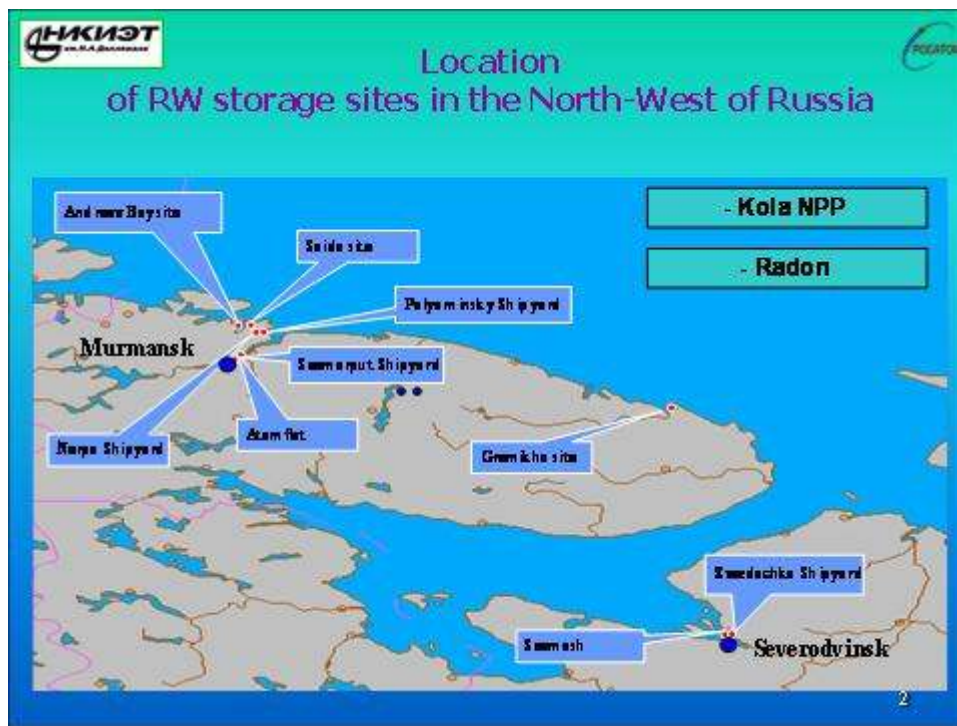 НИКИЭТ
РОСАТОМ
Location
of RW storage sites in the North-West of Russia
Andreev Bay site
Saida site
- Kola NPP
- Radon
Polyarninsky Shipyard
Murmansk
Sevmorput Shipyard
Nerpa Shipyard
Atomflot
Gremikha site
Zvezdochka Shipyard
Sevmash
Severodvinsk
2